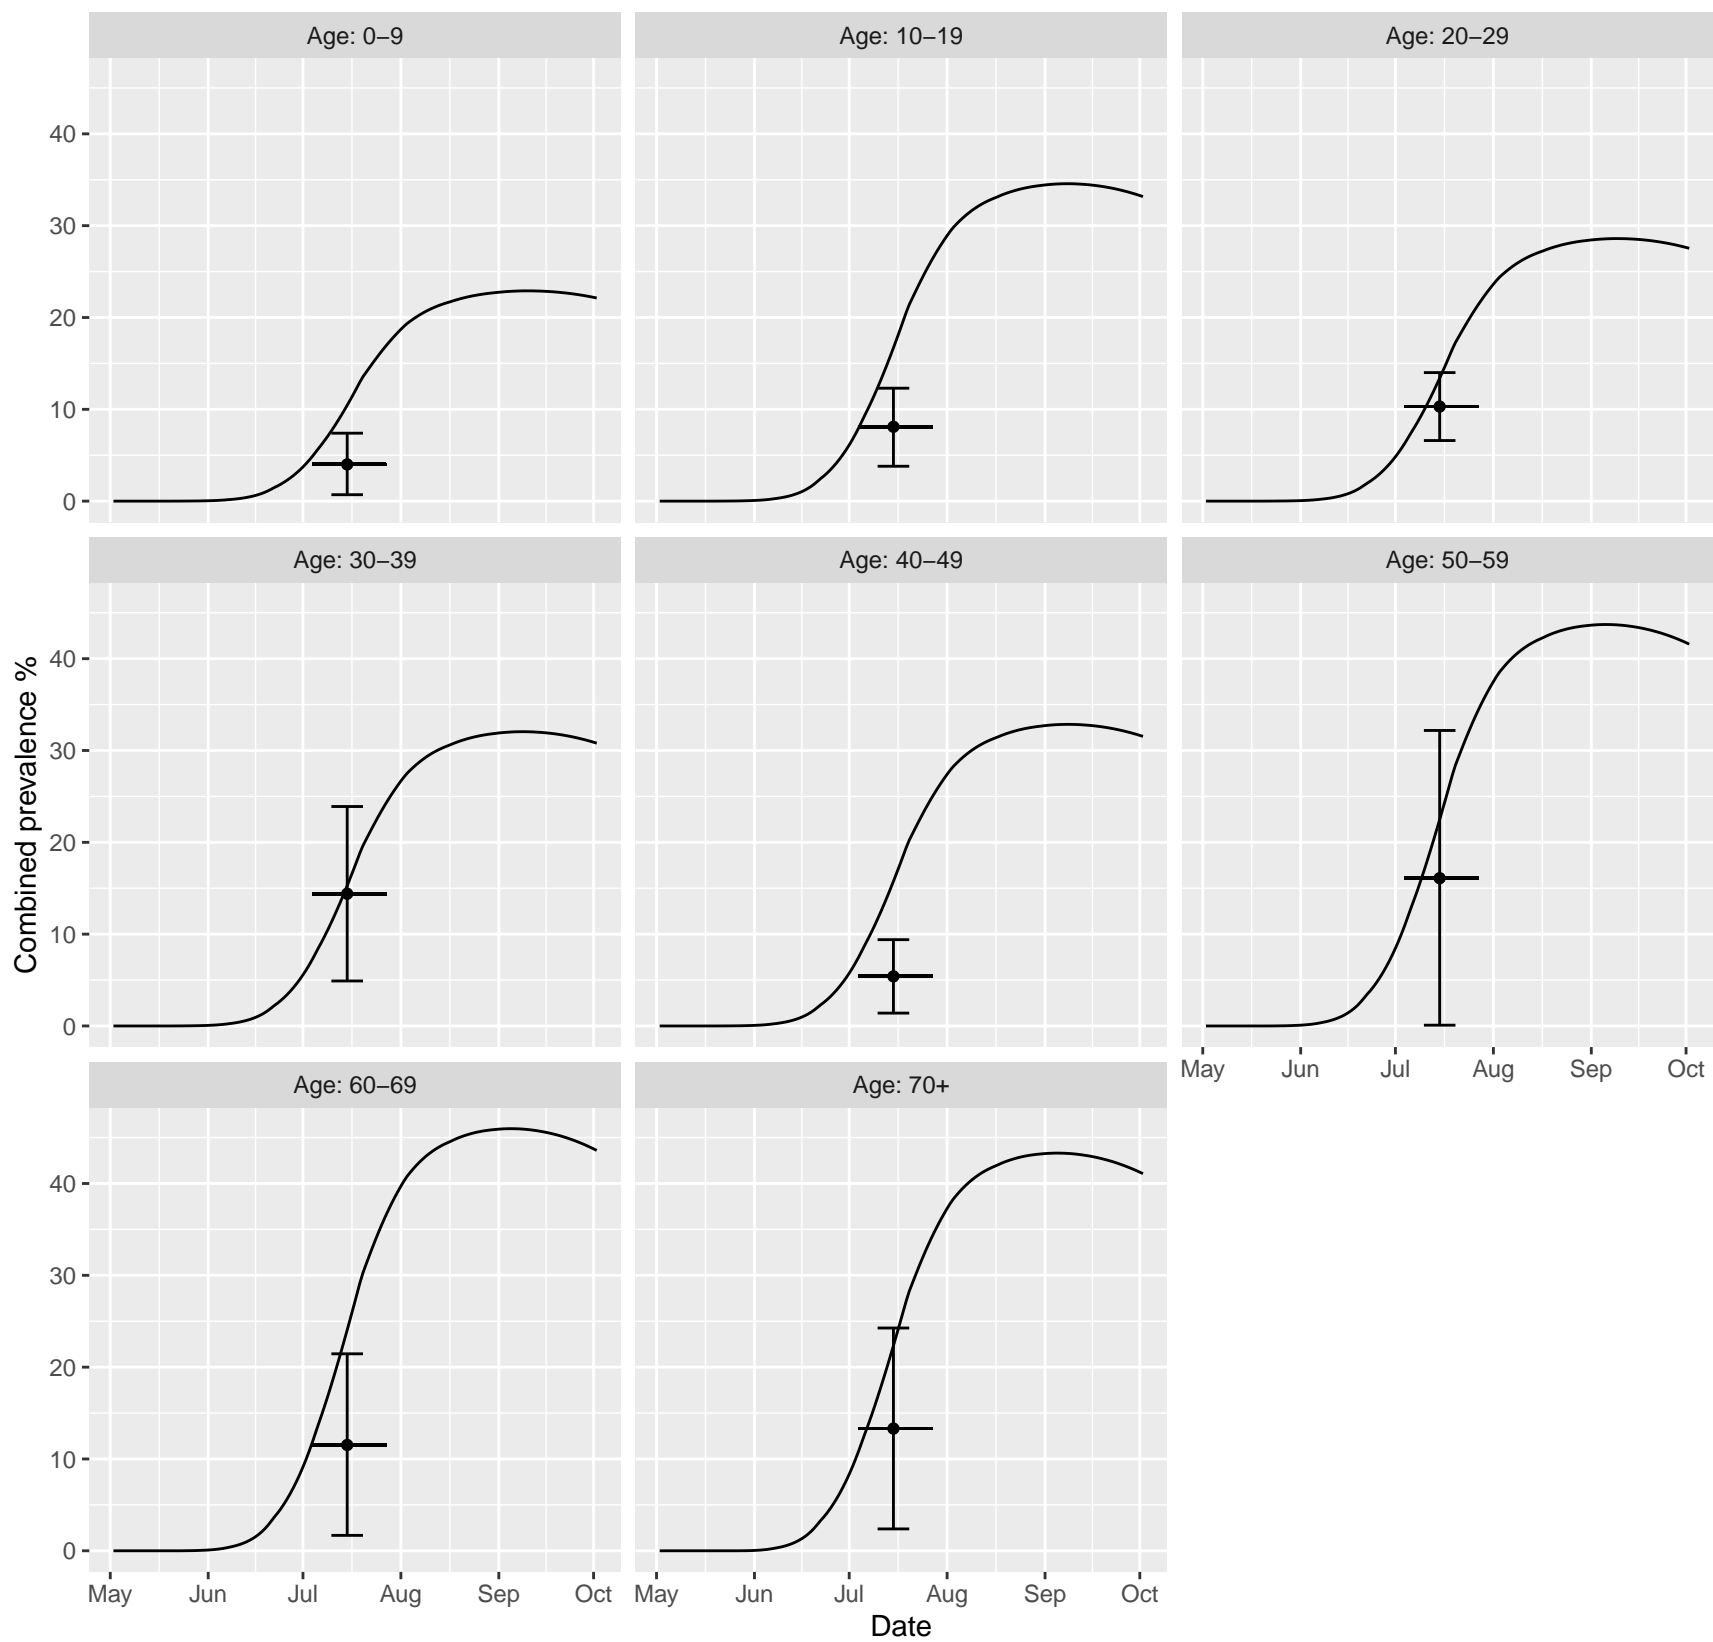 Age: 0–9
Age: 10–19
Age: 20–29
40
30
20
10
0
Age: 30–39
Age: 40–49
Age: 50–59
Combined prevalence %
40
30
20
10
0
May Jun Jul Aug Sep Oct
Age: 60–69
Age: 70+
40
30
20
10
0
May Jun Jul Aug Sep Oct
May Jun Jul Aug Sep Oct
Date